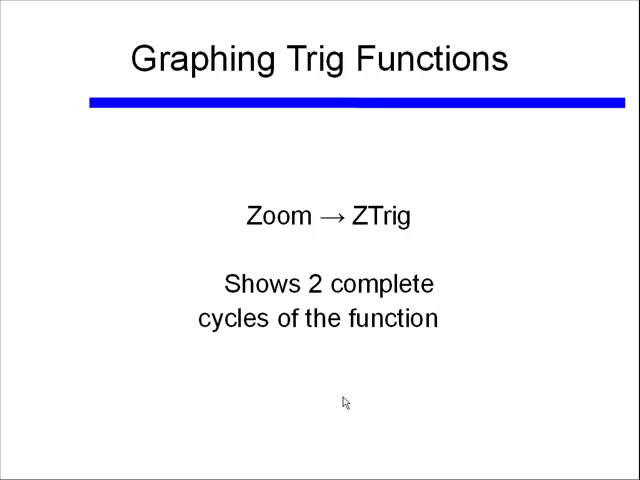 Graphing Trig Functions
Zoom → ZTrig
Shows 2 complete
cycles of the function